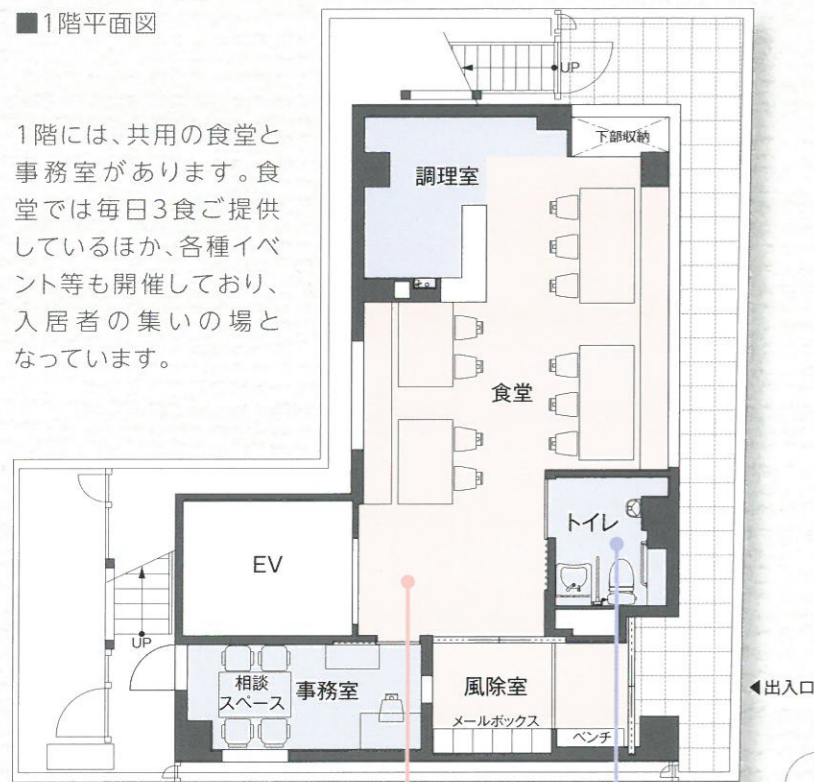 ■1階平面図
1階には、共用の食堂と
事務室があります。食
堂では毎日3食ご提供
しているほか、各種イベ
ント等も開催しており、
入居者の集いの場と
なっています。
UP
下部収納
調理室
食堂
トイレ
EV
UP
相談
スペース
事務室
風除室
メールボックス
ベンチ
◀出入口